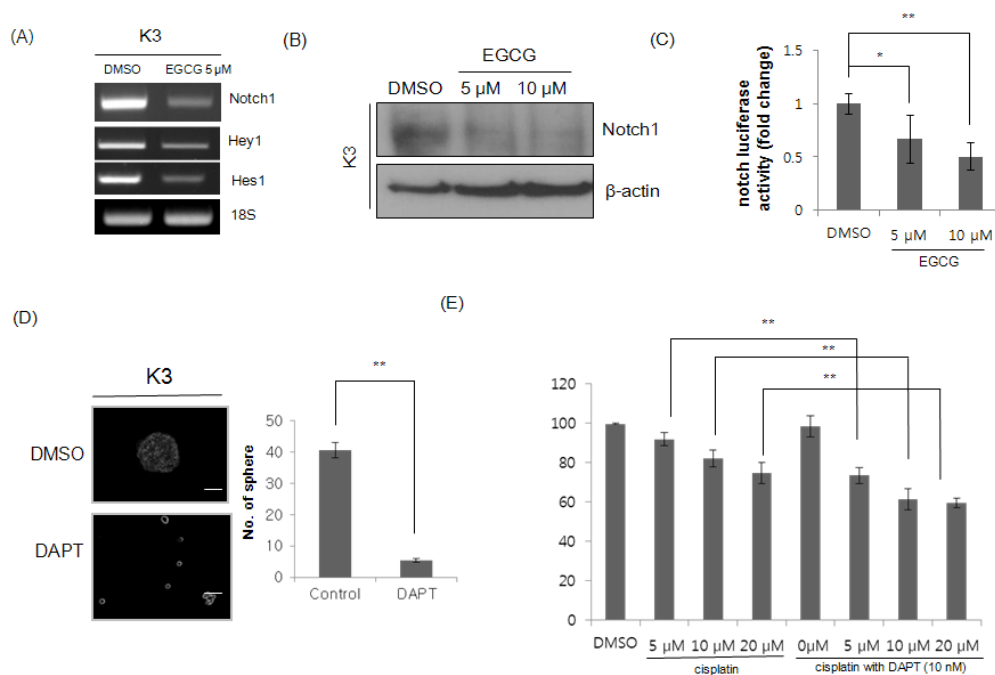 (A)
K3
DMSO EGCG 5 µM
Notch1
Hey1
Hes1
18S
(B)
EGCG
DMSO 5 µM 10 µM
K3
Notch1
β-actin
(C)
notch luciferase
activity (fold change)
1.5
1
0.5
0
*
**
DMSO 5 µM 10 µM
EGCG
(D)
K3
DMSO
DAPT
No. of sphere
50
40
30
20
10
0
**
Control DAPT
(E)
**
**
**
120
100
80
60
40
20
0
DMSO 5 µM 10 µM 20 µM 0µM 5 µM 10 µM 20 µM
cisplatin cisplatin with DAPT (10 nM)